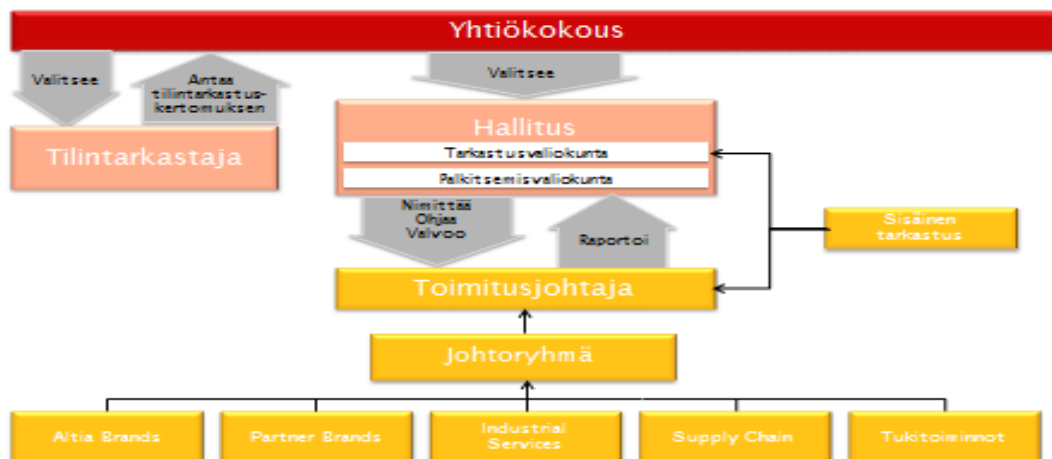 Yhtiökokous
Valitsee
Antaa
tilintarkastus-
kertomuksen
Valitsee
Tilintarkastaja
Hallitus
Tarkastusvaliokunta
Palkitsemisvaliokunta
Nimittää
Ohjaa
Valvoo
Raportoi
Sisäinen
tarkastus
Toimitusjohtaja
Johtoryhmä
Altia Brands
Partner Brands
Industrial
Services
Supply Chain
Tukitoiminnot